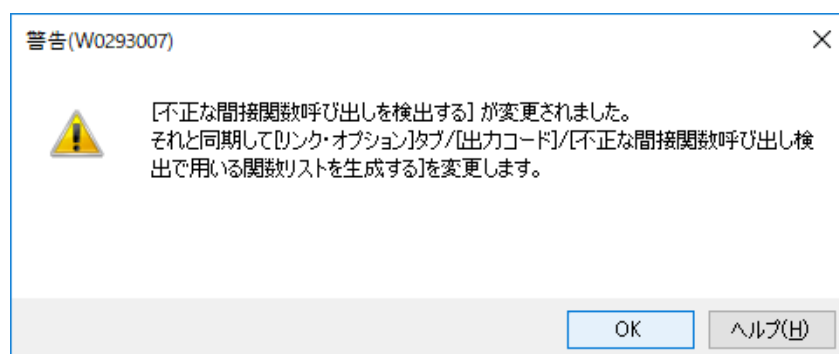 警告(W0293007)
[不正な間接関数呼び出しを検出する] が変更されました。
それと同期して[リンク・オプション]タブ/[出力コード]/[不正な間接関数呼び出し検
出で用いる関数リストを生成する]を変更します。
OK
ヘルプ(H)